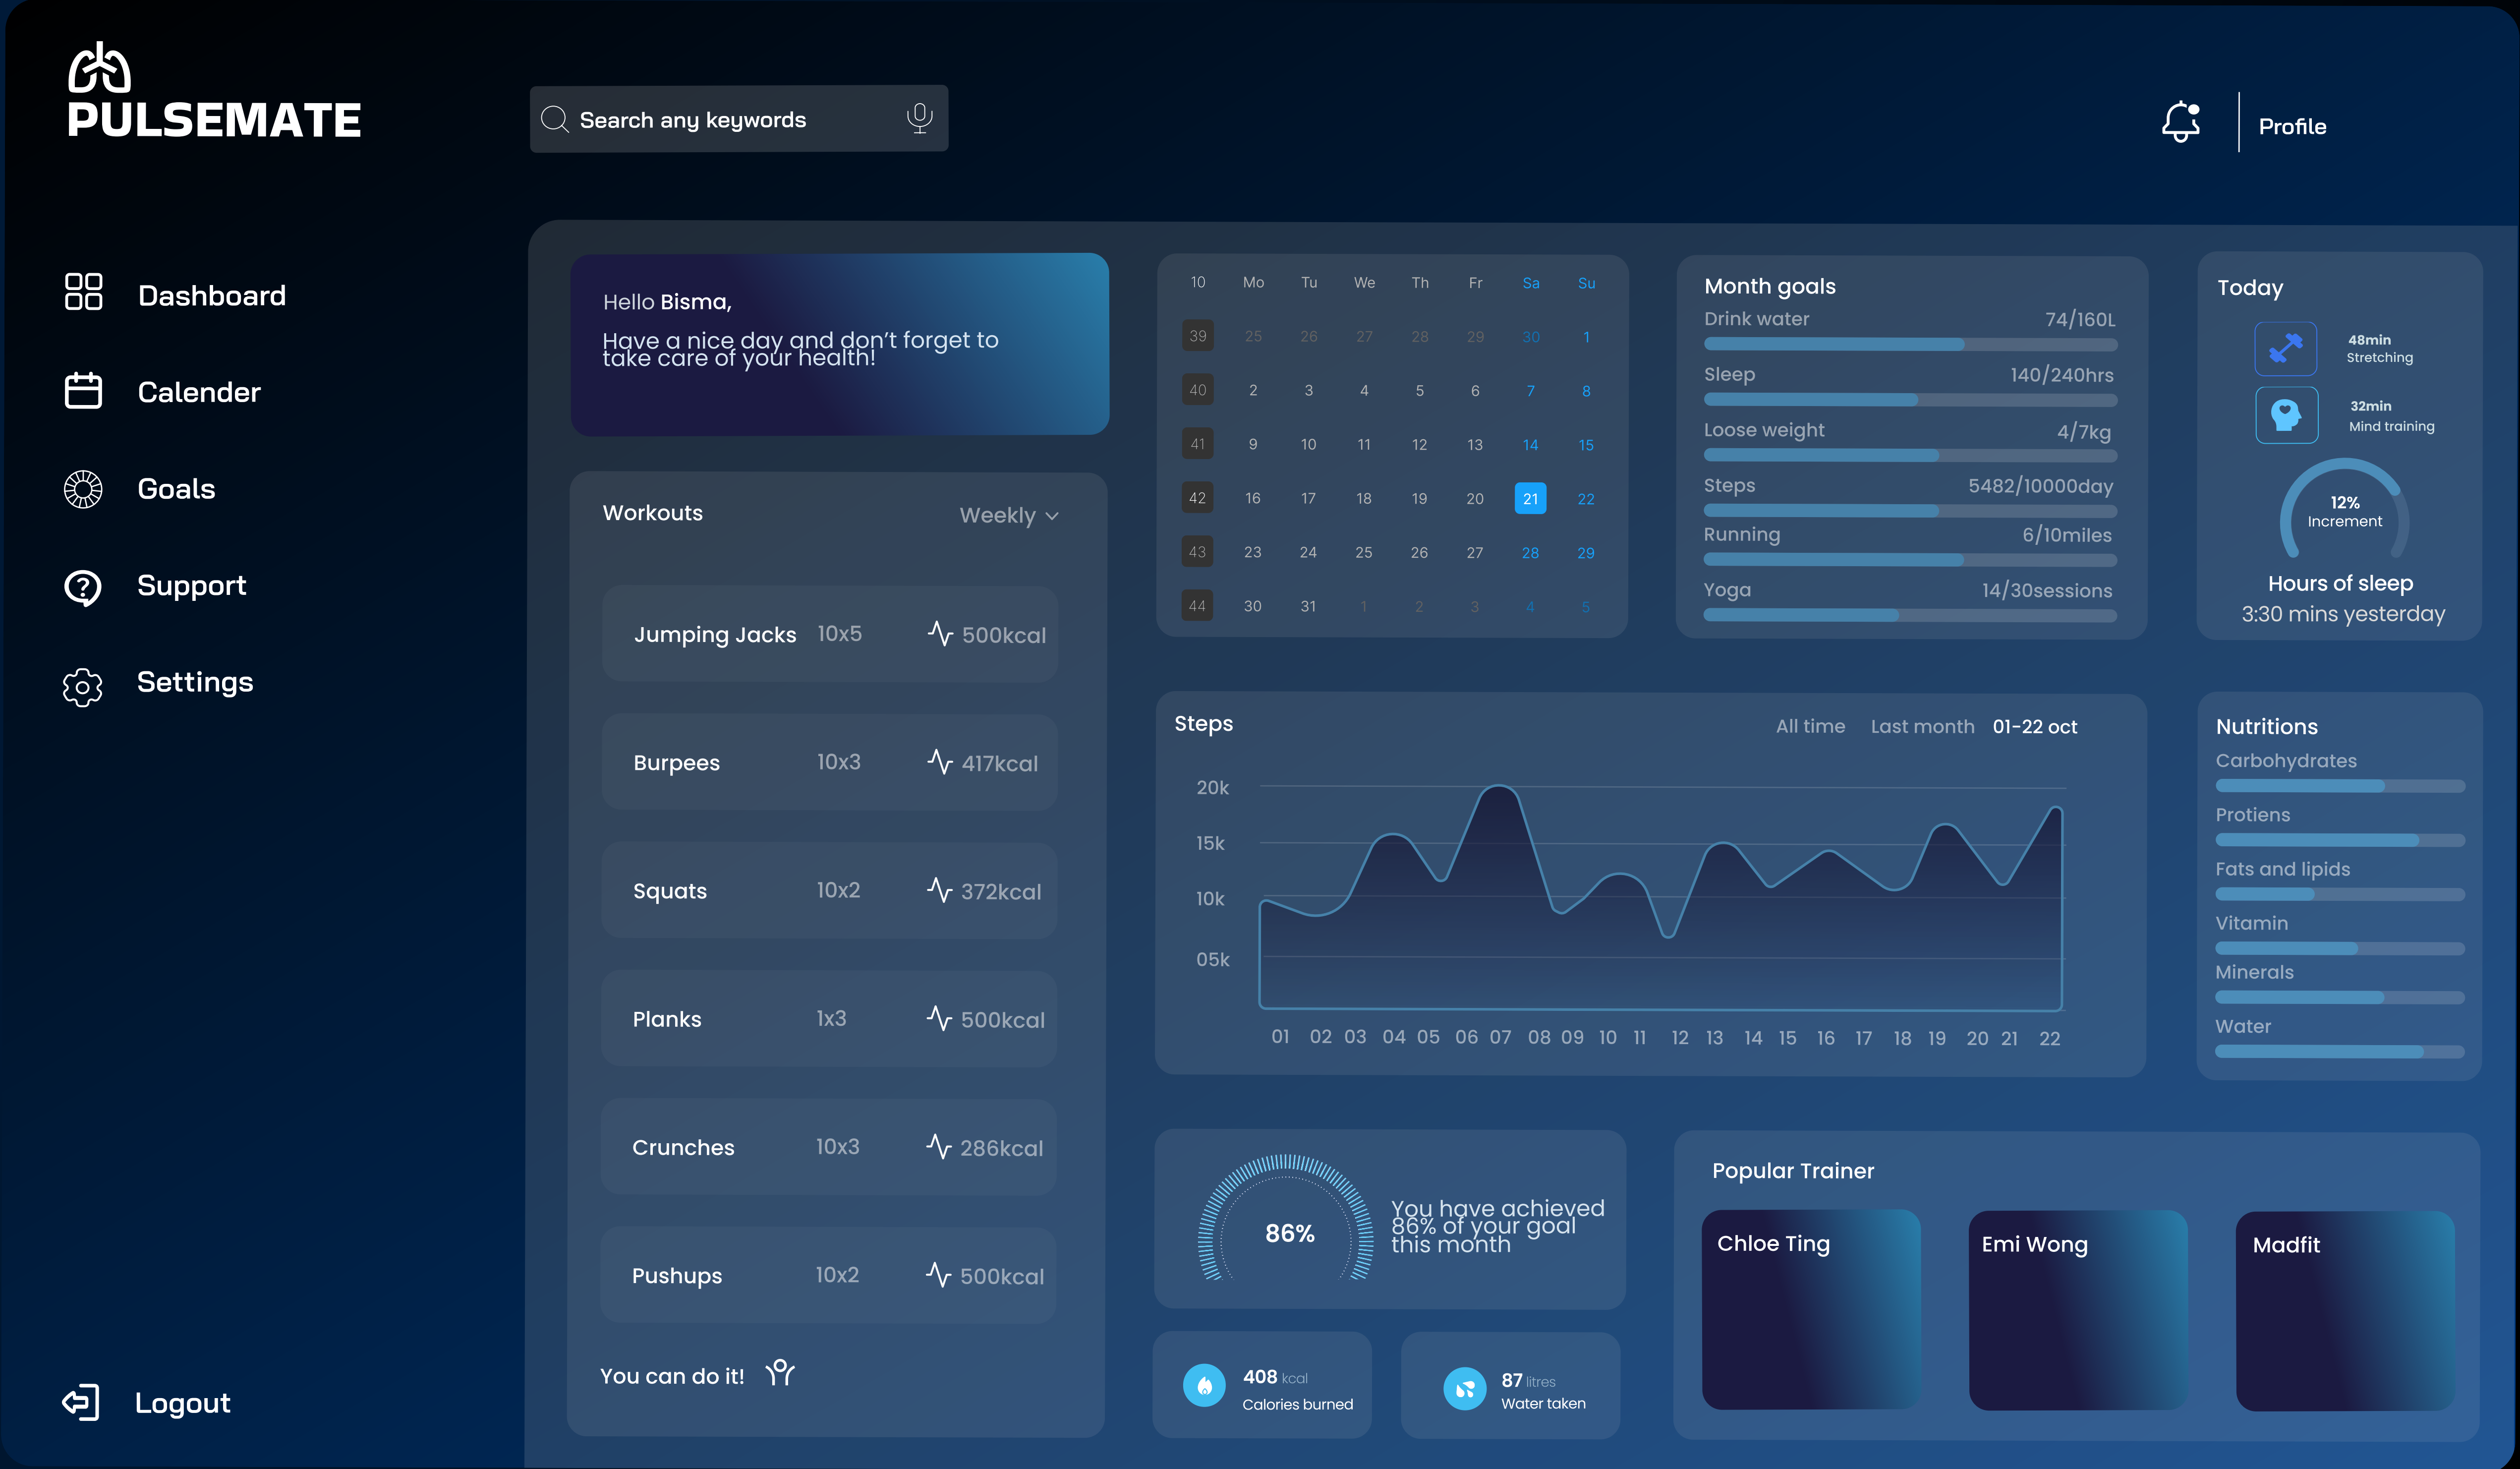 PULSEMATE
Search any keywords
Profile
Dashboard
Calender
Goals
Support
Settings
Logout
Hello Bisma,
Have a nice day and don't forget to
take care of your health!
Workouts Weekly
Jumping Jacks 10x5 500kcal
Burpees 10x3 417kcal
Squats 10x2 372kcal
Planks 1x3 500kcal
Crunches 10x3 286kcal
Pushups 10x2 500kcal
You can do it!
10 Mo Tu We Th Fr Sa Su
39 25 26 27 28 29 30 1
40 2 3 4 5 6 7 8
41 9 10 11 12 13 14 15
42 16 17 18 19 20 21 22
43 23 24 25 26 27 28 29
44 30 31 1 2 3 4 5
Month goals
Drink water 74/160L
Sleep 140/240hrs
Loose weight 4/7kg
Steps 5482/10000day
Running 6/10miles
Yoga 14/30sessions
Today
48min
Stretching
32min
Mind training
12%
Increment
Hours of sleep
3:30 mins yesterday
Steps All time Last month 01-22 oct
20k
15k
10k
05k
01 02 03 04 05 06 07 08 09 10 11 12 13 14 15 16 17 18 19 20 21 22
Nutritions
Carbohydrates
Protiens
Fats and lipids
Vitamin
Minerals
Water
86%
You have achieved
86% of your goal
this month
408 kcal
Calories burned
87 litres
Water taken
Popular Trainer
Chloe Ting
Emi Wong
Madfit